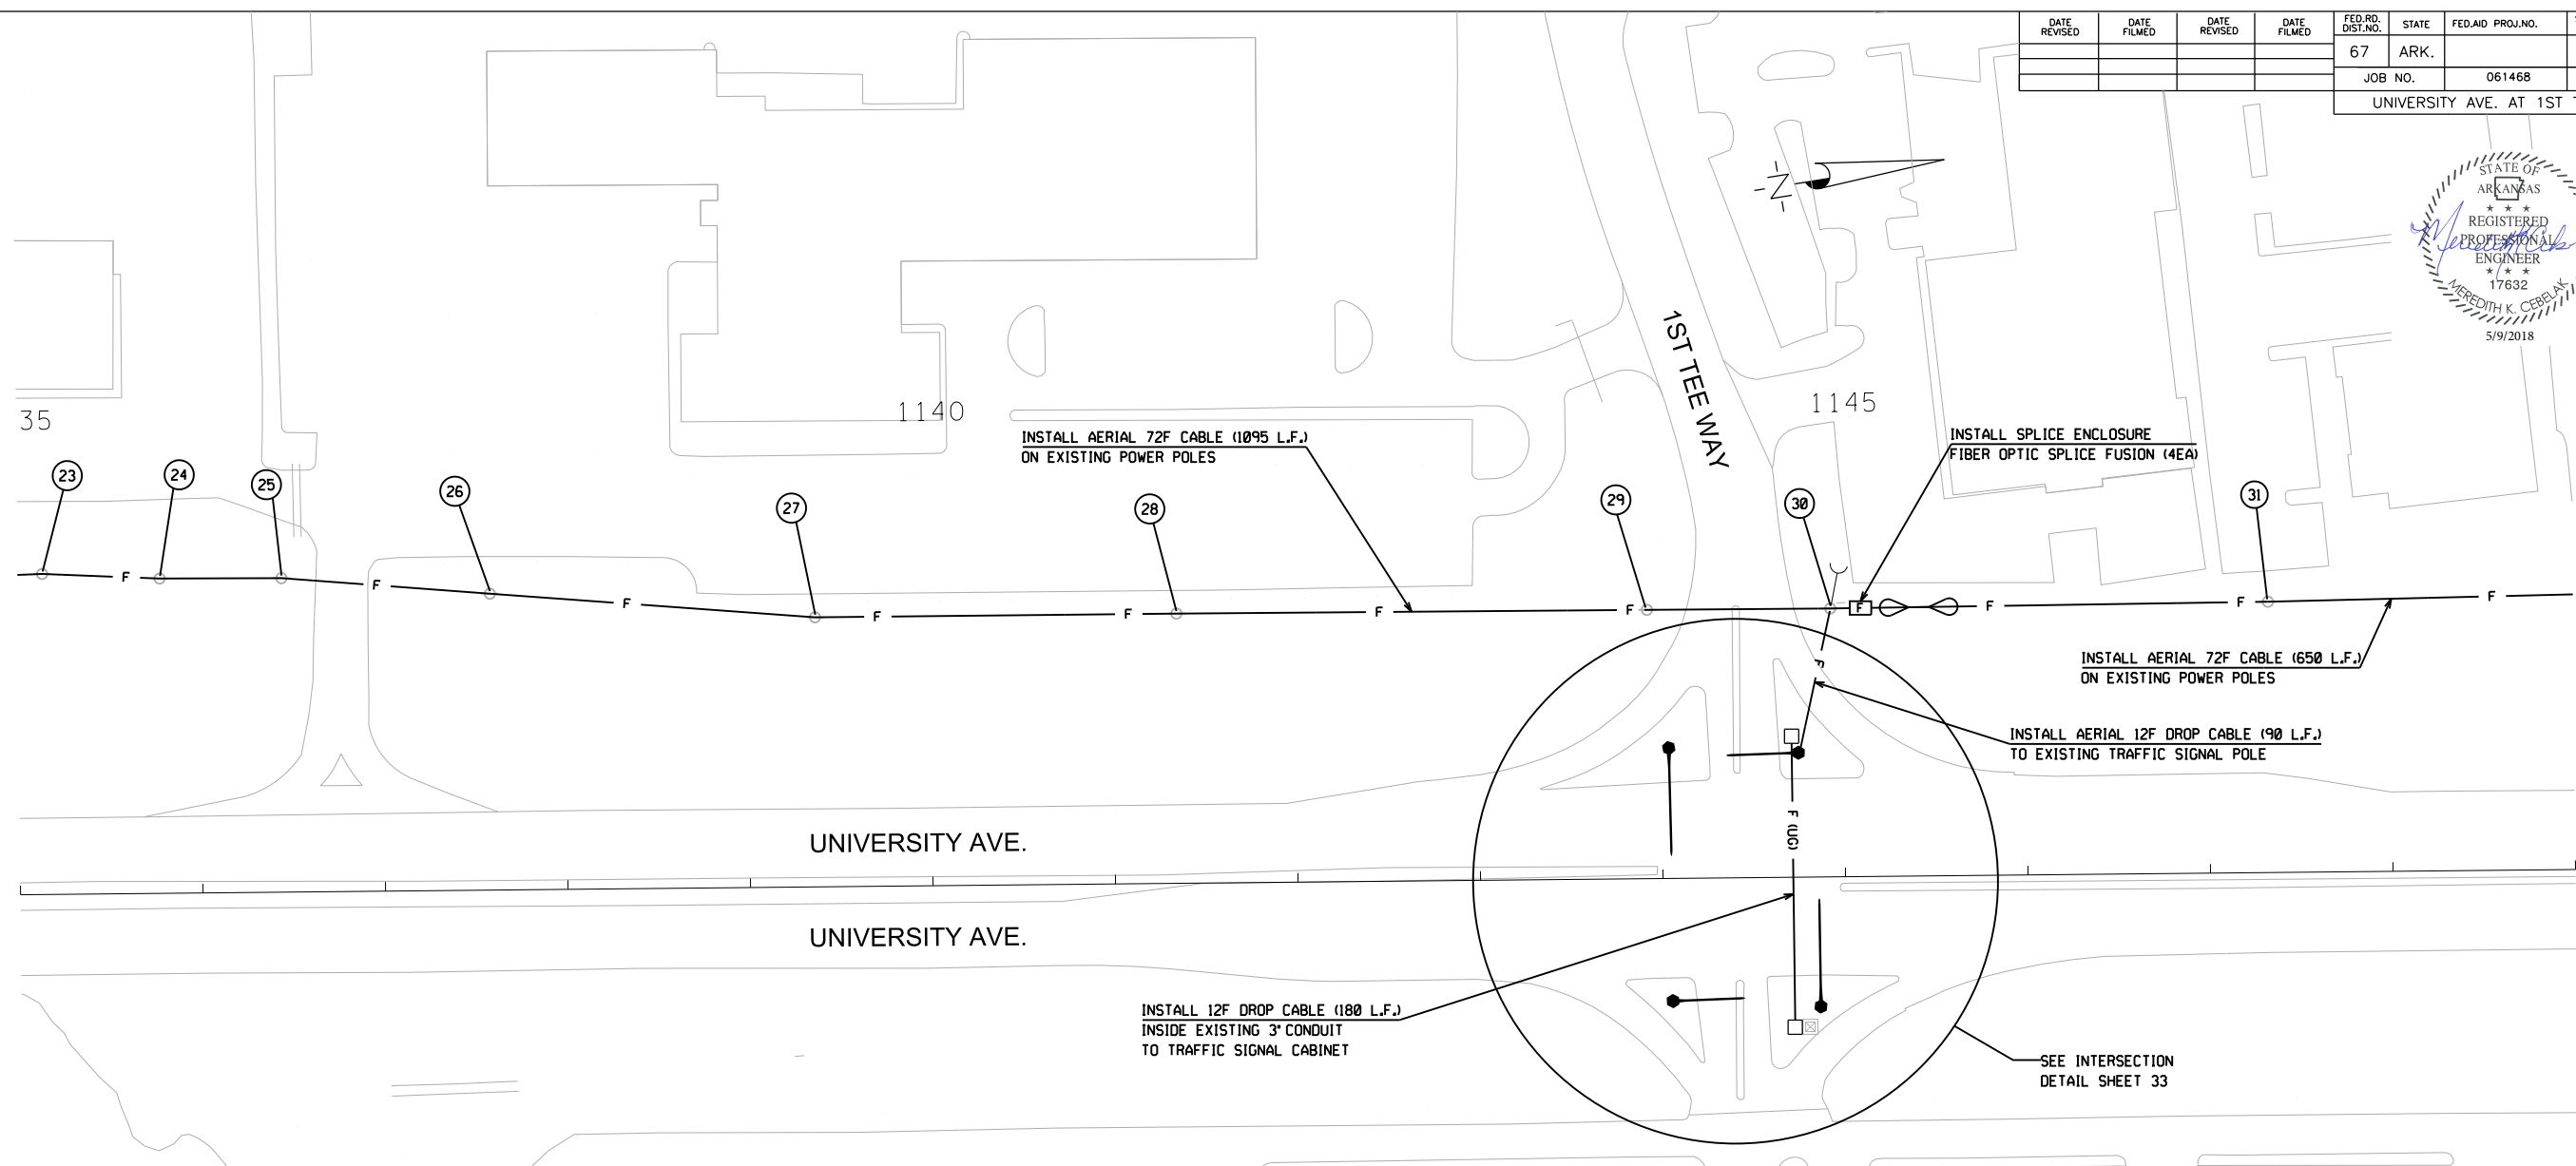 DATE REVISED
DATE FILMED
DATE REVISED
DATE FILMED
FED.RD. DIST.NO.
STATE
FED.AID PROJ.NO.
67
ARK.
JOB NO.
061468
UNIVERSITY AVE. AT 1ST
STATE OF
ARKANSAS
★ ★ ★
REGISTERED
PROFESSIONAL
ENGINEER
★ ★ ★
17632
MEREDITH K. CEBELAK
5/9/2018
-N-
1ST TEE WAY
35
1140
1145
INSTALL AERIAL 72F CABLE (1095 L.F.)
ON EXISTING POWER POLES
INSTALL SPLICE ENCLOSURE
FIBER OPTIC SPLICE FUSION (4EA)
23
24
25
26
27
28
29
30
31
F
F
F
F
F
F
F
F
F
F
F
F
INSTALL AERIAL 72F CABLE (650 L.F.)
ON EXISTING POWER POLES
INSTALL AERIAL 12F DROP CABLE (90 L.F.)
TO EXISTING TRAFFIC SIGNAL POLE
F (UG)
UNIVERSITY AVE.
UNIVERSITY AVE.
INSTALL 12F DROP CABLE (180 L.F.)
INSIDE EXISTING 3" CONDUIT
TO TRAFFIC SIGNAL CABINET
SEE INTERSECTION
DETAIL SHEET 33